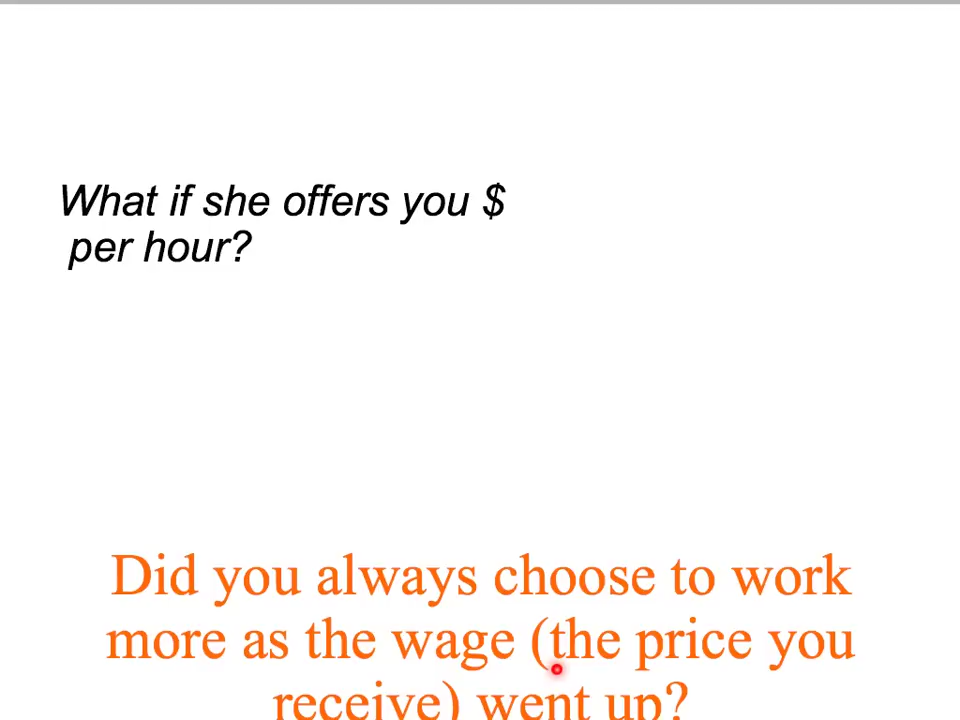 What if she offers you $
per hour?
Did you always choose to work
more as the wage (the price you
receive) went up?